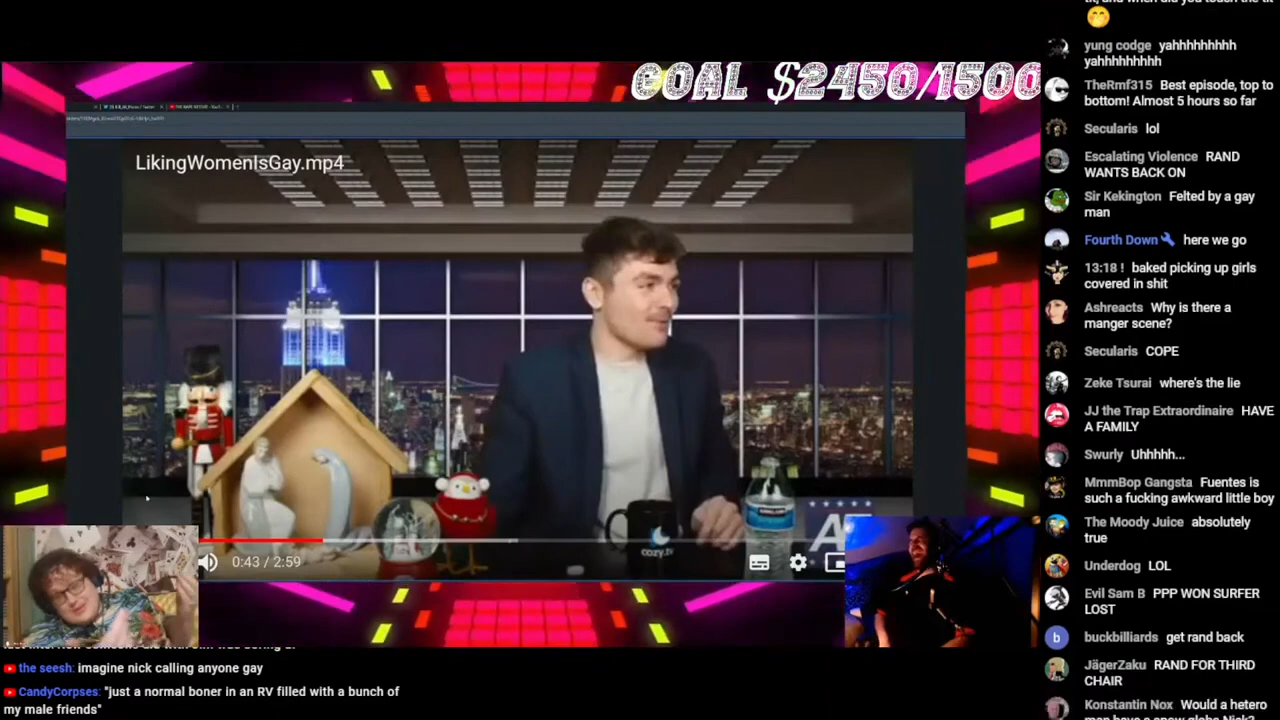 GOAL $2450/1500
LikingWomenIsGay.mp4
cozy.tv
0:43 / 2:59
the seesh: imagine nick calling anyone gay
CandyCorpses: "just a normal boner in an RV filled with a bunch of
my male friends"
yung codge yahhhhhhhhh
yahhhhhhhhh
TheRmf315 Best episode, top to
bottom! Almost 5 hours so far
Secularis lol
Escalating Violence RAND
WANTS BACK ON
Sir Kekington Felted by a gay
man
Fourth Down here we go
13:18 ! baked picking up girls
covered in shit
Ashreacts Why is there a
manger scene?
Secularis COPE
Zeke Tsurai where's the lie
JJ the Trap Extraordinaire HAVE
A FAMILY
Swurly Uhhhhh...
MmmBop Gangsta Fuentes is
such a fucking awkward little boy
The Moody Juice absolutely
true
Underdog LOL
Evil Sam B PPP WON SURFER
LOST
buckbilliards get rand back
JägerZaku RAND FOR THIRD
CHAIR
Konstantin Nox Would a hetero